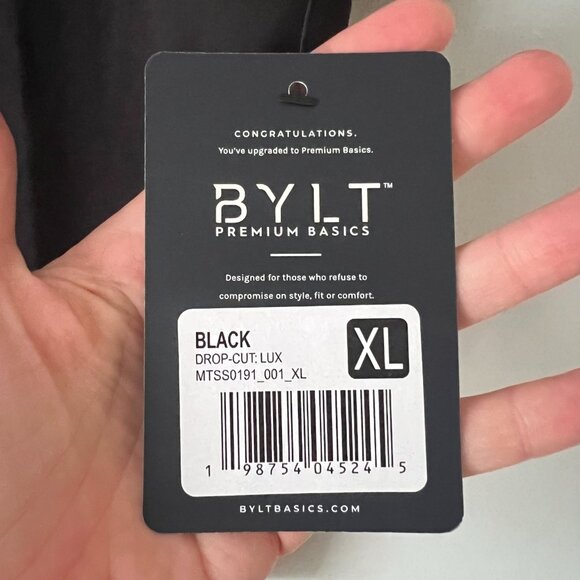 CONGRATULATIONS.
You've upgraded to Premium Basics.
BYLT™
PREMIUM BASICS
Designed for those who refuse to
compromise on style, fit or comfort.
BLACK
DROP-CUT: LUX
MTSS0191_001_XL
XL
1 98754 04524 5
BYLTBASICS.COM